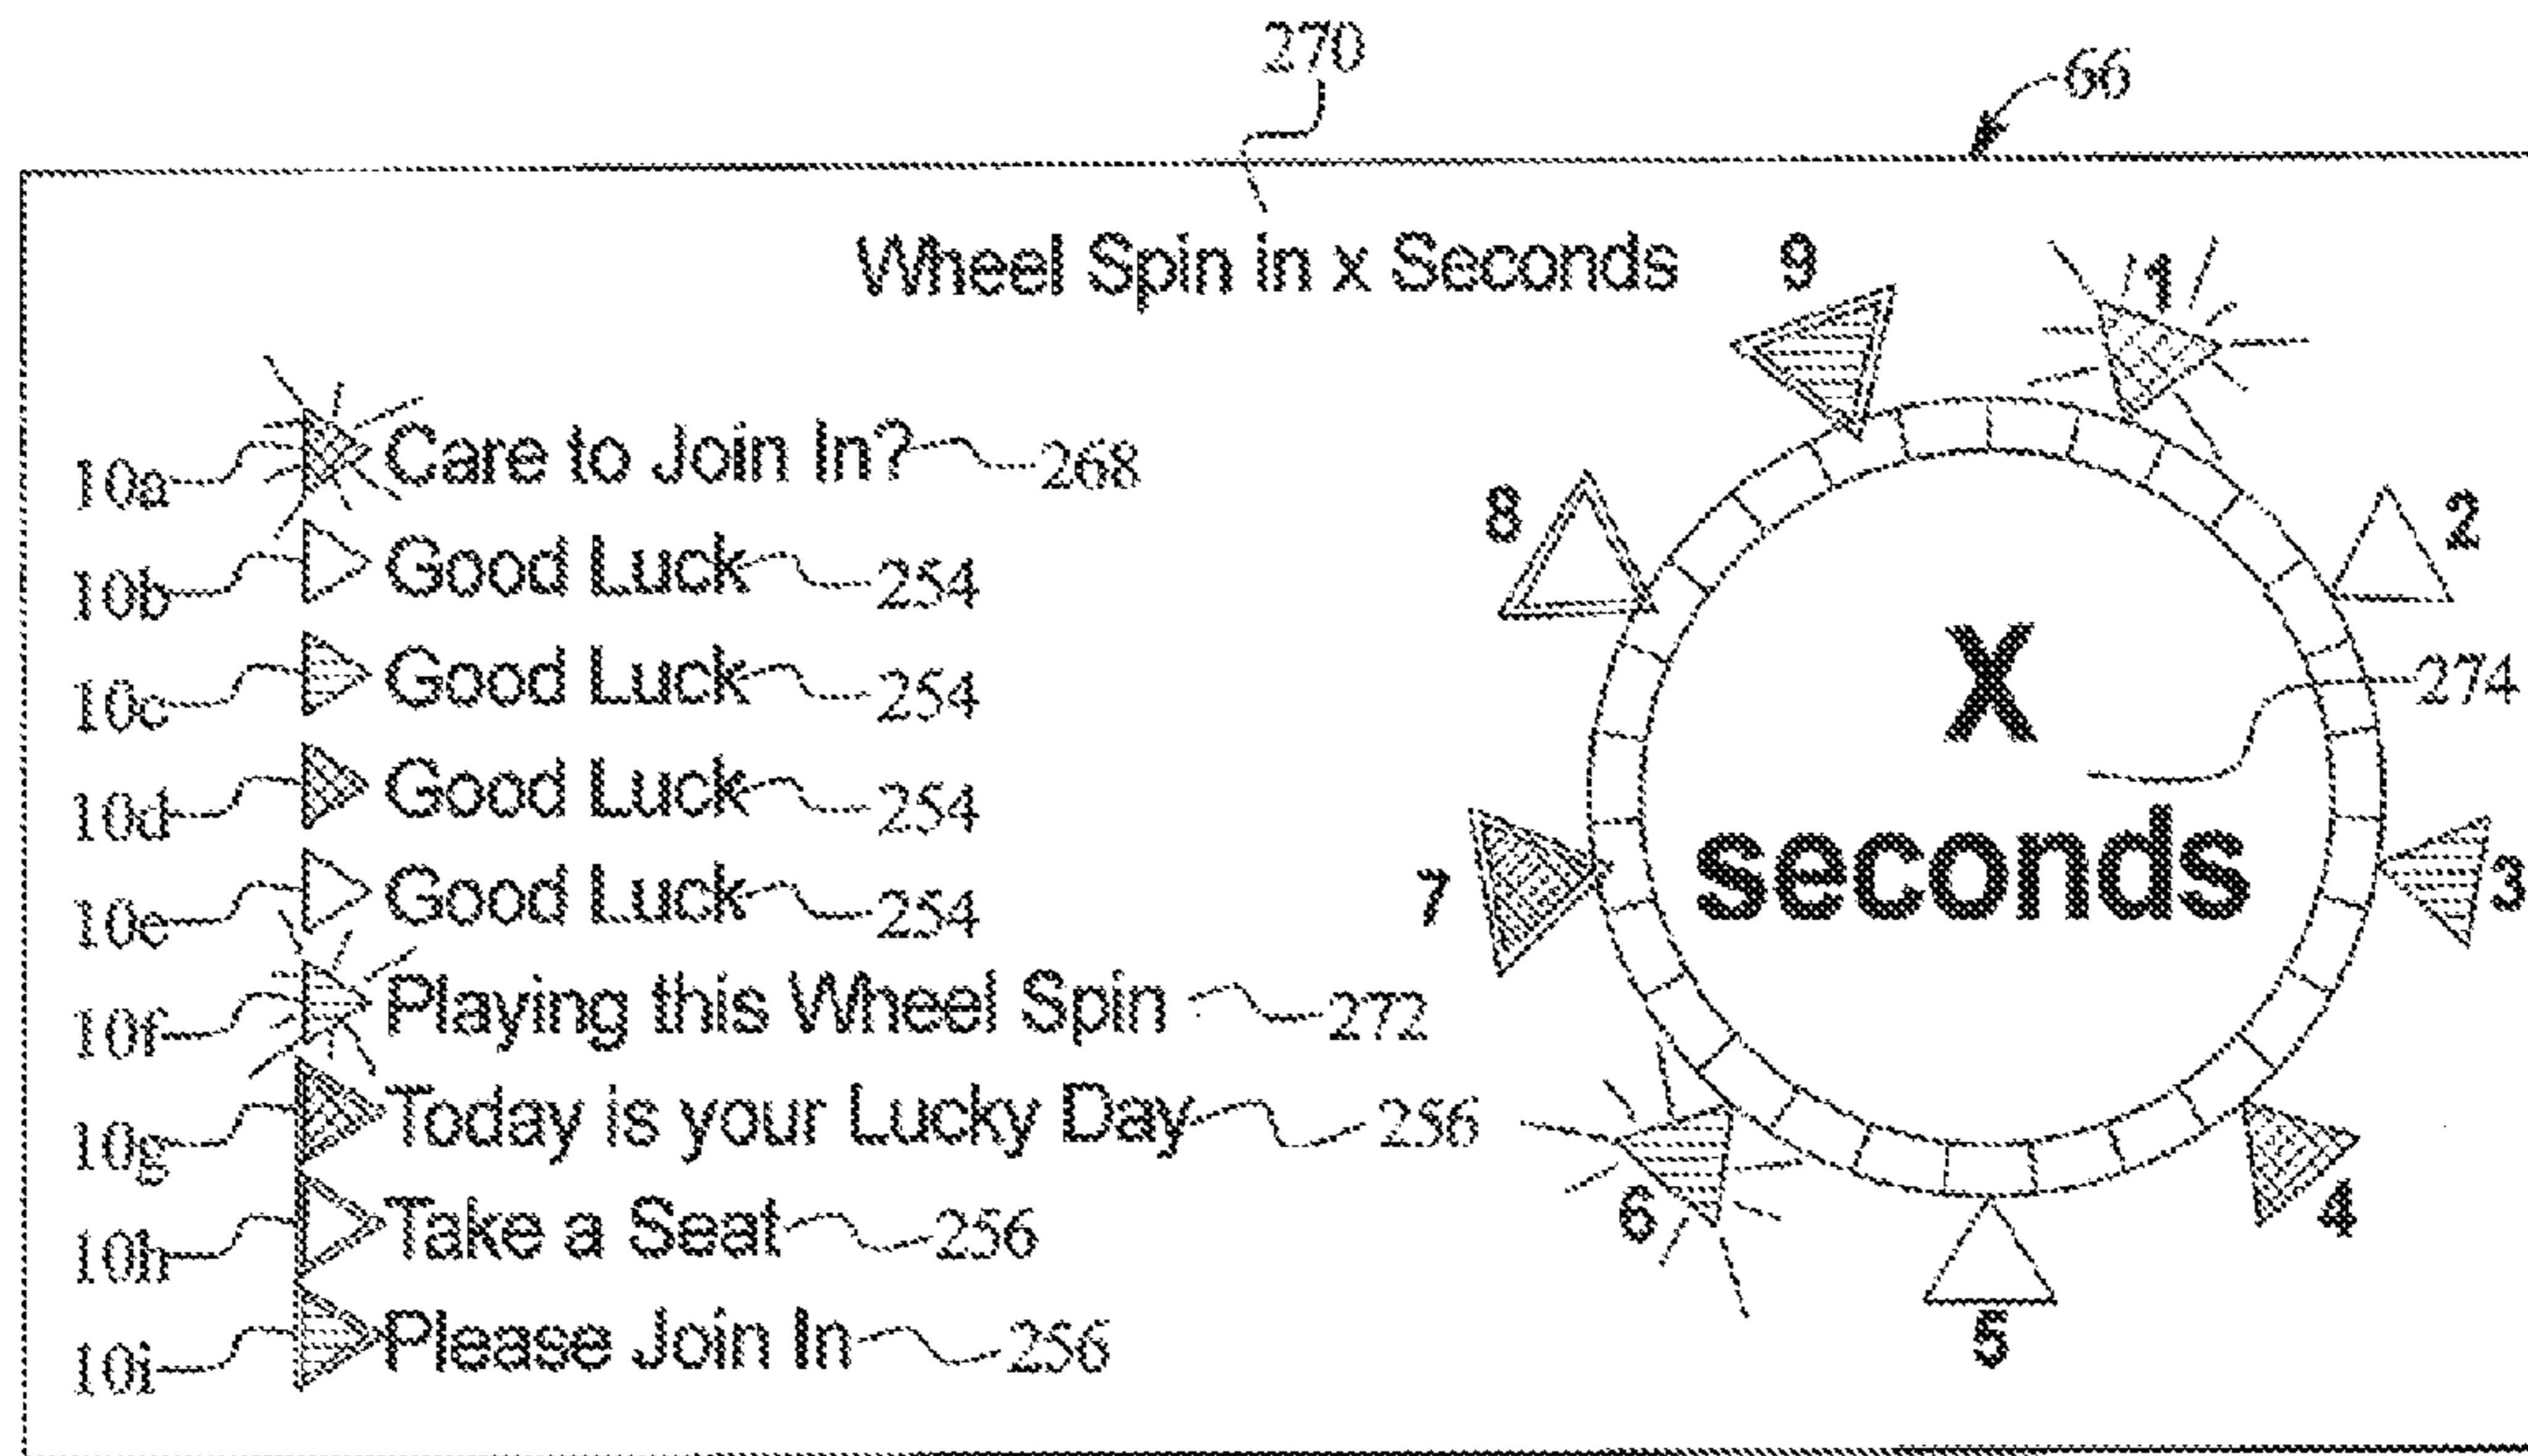 270
66
Wheel Spin in x Seconds
9
1
10a Care to Join In? 268
8
2
10b Good Luck 254
10c Good Luck 254
X
274
10d Good Luck 254
seconds
7
3
10e Good Luck 254
10f Playing this Wheel Spin 272
10g Today is your Lucky Day 256
6
4
10h Take a Seat 256
5
10i Please Join In 256